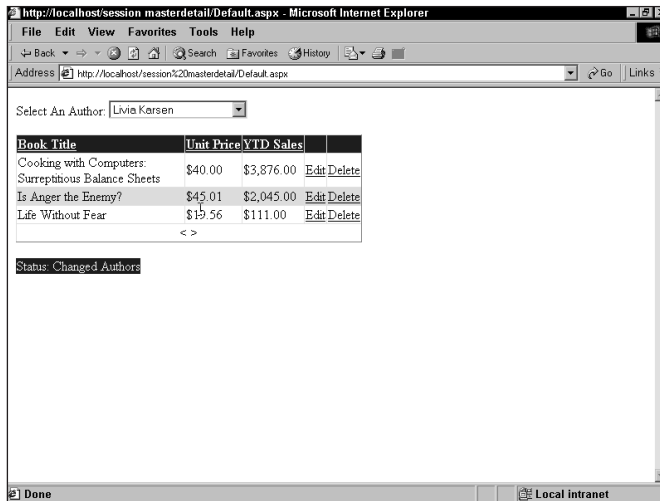 http://localhost/session masterdetail/Default.aspx - Microsoft Internet Explorer
File Edit View Favorites Tools Help
Back Search Favorites History
Address http://localhost/session%20masterdetail/Default.aspx Go Links
Select An Author: Livia Karsen
Book Title Unit Price YTD Sales
Cooking with Computers:
Surreptitious Balance Sheets $40.00 $3,876.00 Edit Delete
Is Anger the Enemy? $45.01 $2,045.00 Edit Delete
Life Without Fear $19.56 $111.00 Edit Delete
< >
Status: Changed Authors
Done Local intranet